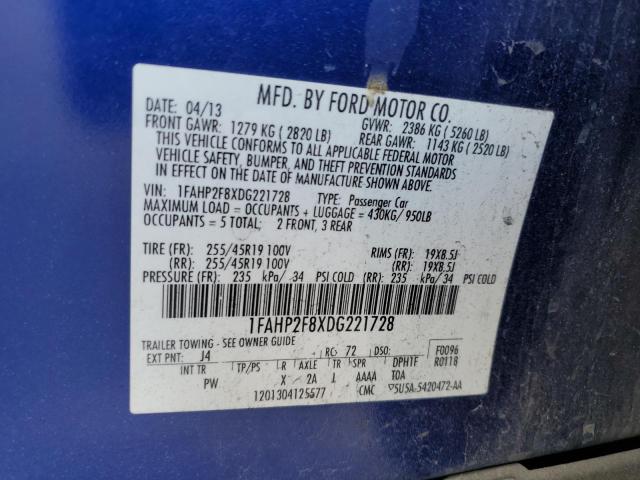 MFD. BY FORD MOTOR CO.
DATE: 04/13 GVWR: 2386 KG ( 5260 LB)
FRONT GAWR: 1279 KG ( 2820 LB) REAR GAWR: 1143 KG ( 2520 LB)
THIS VEHICLE CONFORMS TO ALL APPLICABLE FEDERAL MOTOR
VEHICLE SAFETY, BUMPER, AND THEFT PREVENTION STANDARDS
IN EFFECT ON THE DATE OF MANUFACTURE SHOWN ABOVE.
VIN: 1FAHP2F8XDG221728 TYPE: Passenger Car
MAXIMUM LOAD = OCCUPANTS + LUGGAGE = 430KG/ 950LB
OCCUPANTS = 5 TOTAL; 2 FRONT, 3 REAR
TIRE (FR): 255/45R19 100V RIMS (FR): 19X8.5J
(RR): 255/45R19 100V (RR): 19X8.5J
PRESSURE (FR): 235 kPa/ 34 PSI COLD (RR): 235 kPa/ 34 PSI COLD
1FAHP2F8XDG221728
TRAILER TOWING - SEE OWNER GUIDE
EXT PNT: J4 RC: 72 DSO: F0096
R0118
INT TR TP/PS R AXLE TR SPR DPHTF
PW X 2A J AAAA TOA
1201304125577 CMC 5U5A-5420472-AA